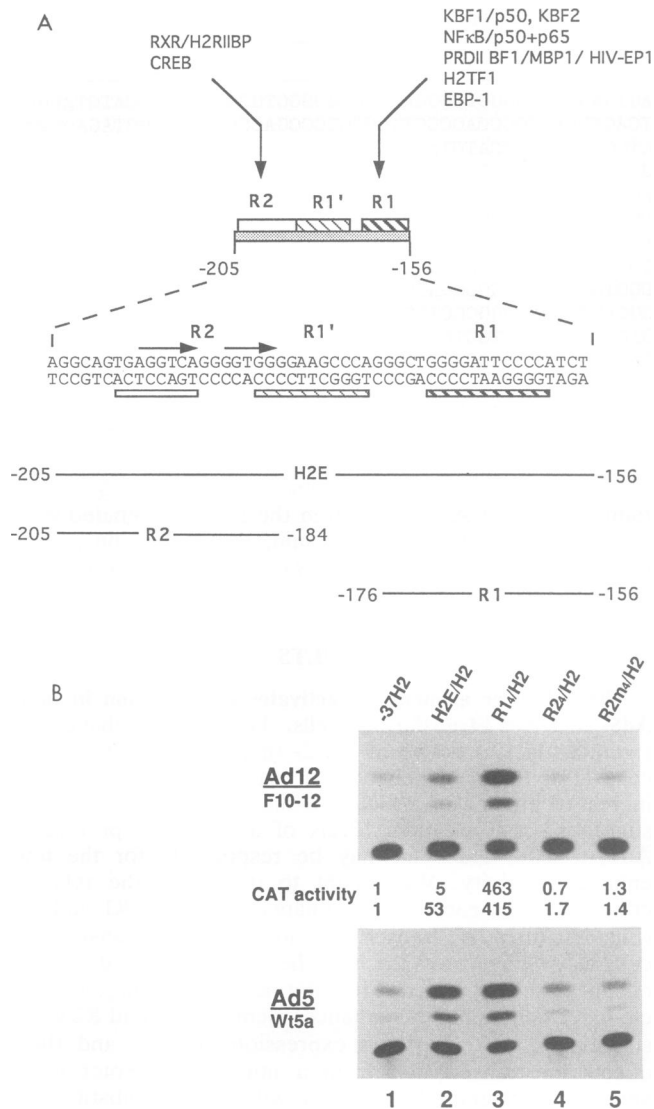 A
RXR/H2RIIBP
CREB
KBF1/p50, KBF2
NFκB/p50+p65
PRDII BF1/MBP1/ HIV-EP1
H2TF1
EBP-1
R2 R1' R1
-205 -156
R2 R1' R1
AGGCAGTGAGGTCAGGGGTGGGGAAGCCCAGGGCTGGGGATTCCCCATCT
TCCGTCACTCCAGTCCCCACCCCTTCGGGTCCCGACCCCTAAGGGGTAGA
-205 H2E -156
-205 R2 -184
-176 R1 -156
B
-37H2 H2E/H2 R1₄/H2 R2₄/H2 R2m₄/H2
Ad12
F10-12
CAT activity 1 5 463 0.7 1.3
1 53 415 1.7 1.4
Ad5
Wt5a
1 2 3 4 5